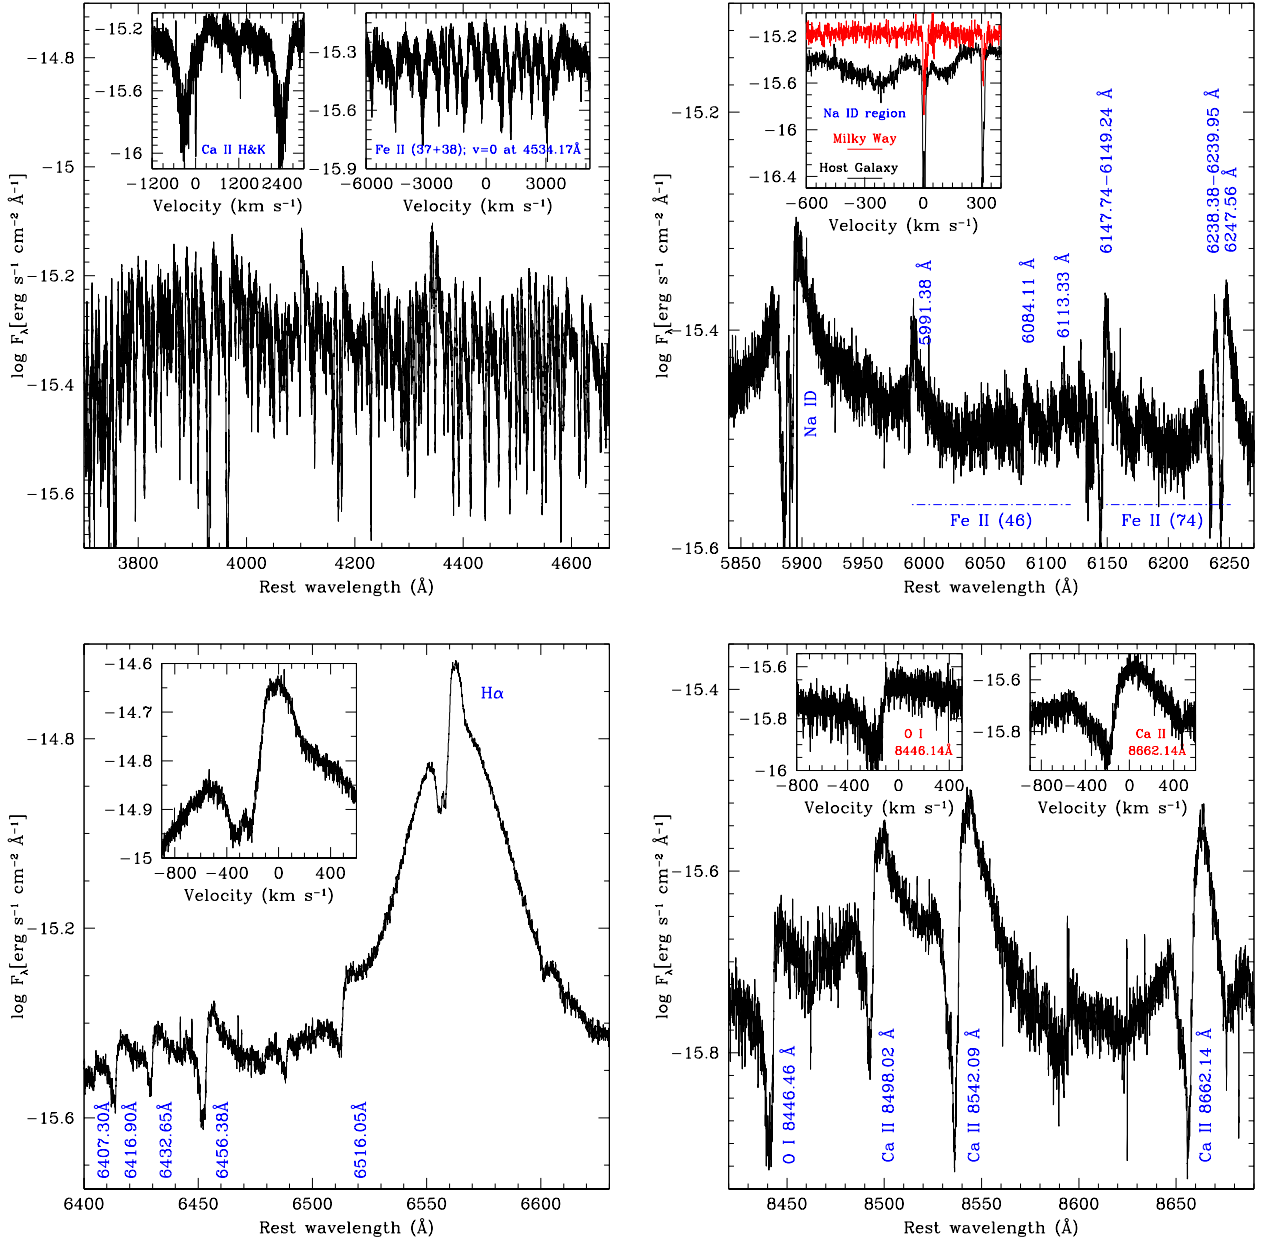 −14.8
−15
−15.2
−15.4
−15.6
log Fλ[erg s⁻¹ cm⁻² Å⁻¹]
3800 4000 4200 4400 4600
Rest wavelength (Å)
−15.2
−15.6
−16
−1200 0 1200 2400
Velocity (km s⁻¹)
Ca II H&K
−15.3
−15.6
−15.9
−6000 −3000 0 3000
Velocity (km s⁻¹)
Fe II (37+38); v=0 at 4534.17Å
−15.2
−15.4
−15.6
log Fλ[erg s⁻¹ cm⁻² Å⁻¹]
5850 5900 5950 6000 6050 6100 6150 6200 6250
Rest wavelength (Å)
−15.2
−15.6
−16
−16.4
−600 −300 0 300
Velocity (km s⁻¹)
Na ID region
Milky Way
Host Galaxy
Na ID
5991.38 Å
6084.11 Å
6113.33 Å
6147.74−6149.24 Å
6238.38−6239.95 Å
6247.56 Å
Fe II (46)
Fe II (74)
−14.8
−15.2
−15.6
log Fλ[erg s⁻¹ cm⁻² Å⁻¹]
6400 6450 6500 6550 6600
Rest wavelength (Å)
−14.6
−14.7
−14.8
−14.9
−15
−800 −400 0 400
Velocity (km s⁻¹)
Hα
6407.30Å
6416.90Å
6432.65Å
6456.38Å
6516.05Å
−15.4
−15.6
−15.8
log Fλ[erg s⁻¹ cm⁻² Å⁻¹]
8450 8500 8550 8600 8650
Rest wavelength (Å)
−15.6
−15.8
−16
−800 −400 0 400
Velocity (km s⁻¹)
O I
8446.14Å
−15.6
−15.8
−800 −400 0 400
Velocity (km s⁻¹)
Ca II
8662.14Å
O I 8446.46 Å
Ca II 8498.02 Å
Ca II 8542.09 Å
Ca II 8662.14 Å